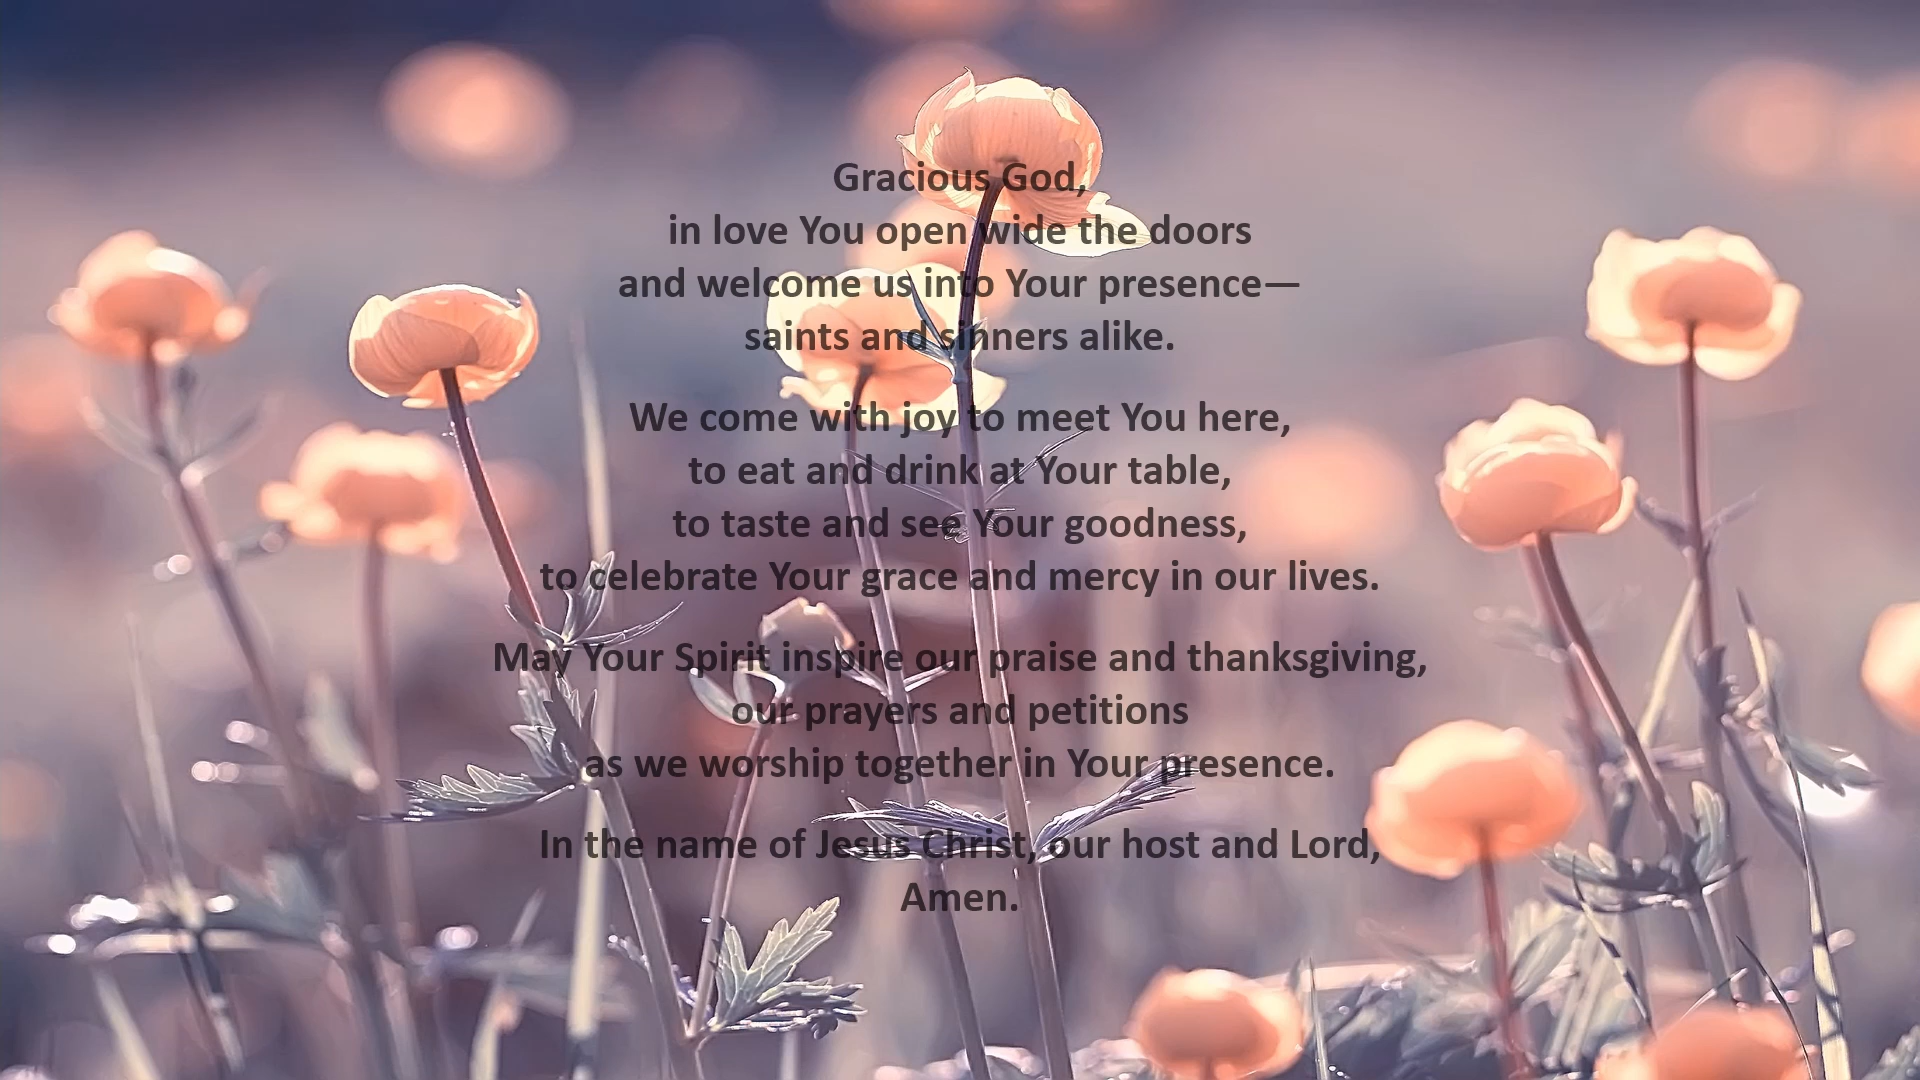 Gracious God,
in love You open wide the doors
and welcome us into Your presence—
saints and sinners alike.
We come with joy to meet You here,
to eat and drink at Your table,
to taste and see Your goodness,
to celebrate Your grace and mercy in our lives.
May Your Spirit inspire our praise and thanksgiving,
our prayers and petitions
as we worship together in Your presence.
In the name of Jesus Christ, our host and Lord,
Amen.